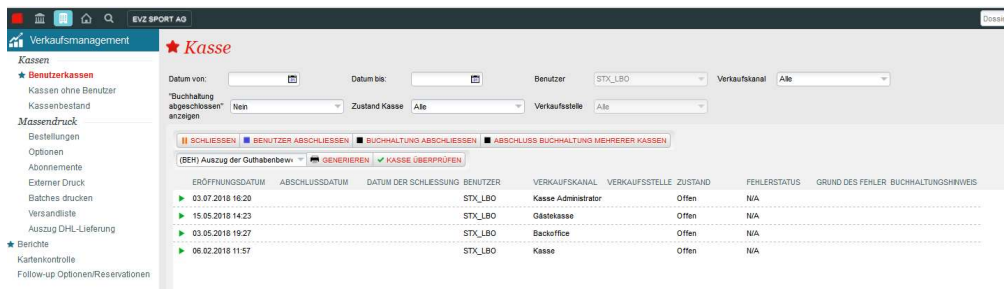 EVZ SPORT AG
Dossie
Verkaufsmanagement
Kassen
Benutzerkassen
Kassen ohne Benutzer
Kassenbestand
Massendruck
Bestellungen
Optionen
Abonnemente
Externer Druck
Batches drucken
Versandliste
Auszug DHL-Lieferung
Berichte
Kartenkontrolle
Follow-up Optionen/Reservationen
Kasse
Datum von: Datum bis: Benutzer STX_LBO Verkaufskanal Alle
"Buchhaltung abgeschlossen" anzeigen Nein Zustand Kasse Alle Verkaufsstelle Alle
SCHLIESSEN BENUTZER ABSCHLIESSEN BUCHHALTUNG ABSCHLIESSEN ABSCHLUSS BUCHHALTUNG MEHRERER KASSEN
(BEH) Auszug der Guthabenbew GENERIEREN KASSE ÜBERPRÜFEN
ERÖFFNUNGSDATUM ABSCHLUSSDATUM DATUM DER SCHLIESSUNG BENUTZER VERKAUFSKANAL VERKAUFSSTELLE ZUSTAND FEHLERSTATUS GRUND DES FEHLER BUCHHALTUNGSHINWEIS
03.07.2018 16:20 STX_LBO Kasse Administrator Offen N/A
15.05.2018 14:23 STX_LBO Gästekasse Offen N/A
03.05.2018 19:27 STX_LBO Backoffice Offen N/A
06.02.2018 11:57 STX_LBO Kasse Offen N/A